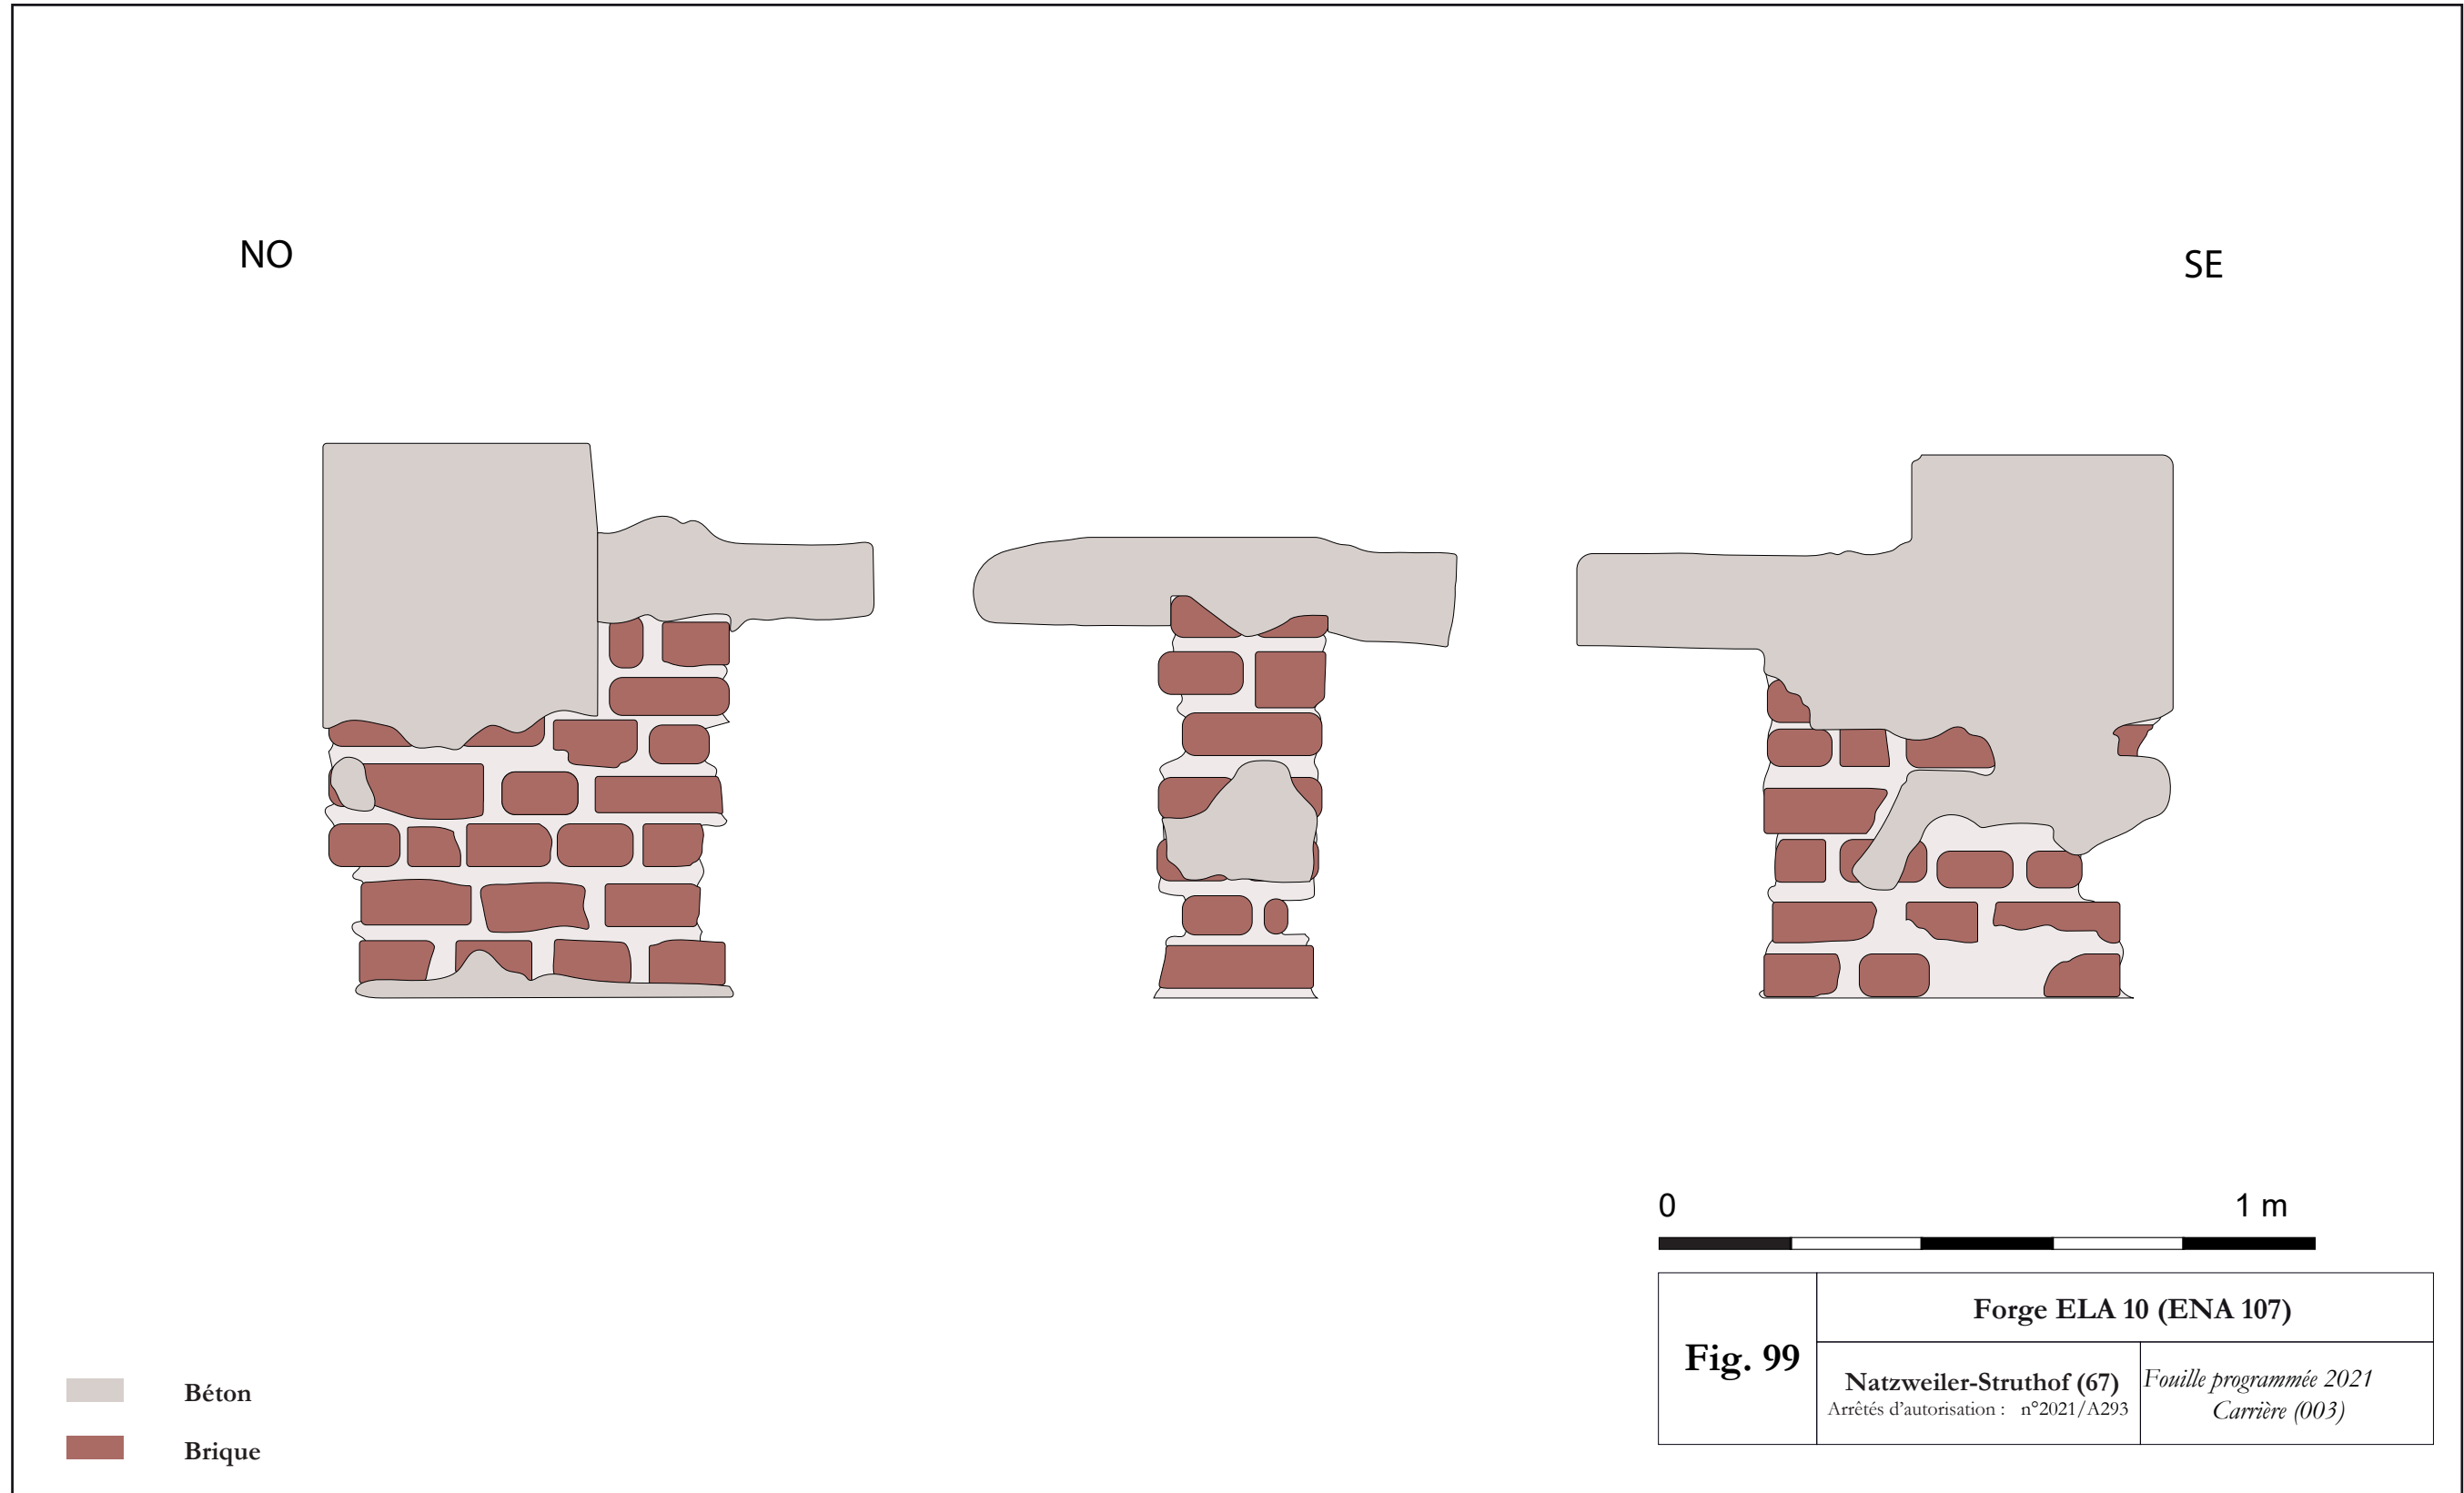 NO
SE
0 1 m
Fig. 99
Forge ELA 10 (ENA 107)
Natzweiler-Struthof (67)
Arrêtés d'autorisation : n°2021/A293
Fouille programmée 2021
Carrière (003)
Béton
Brique